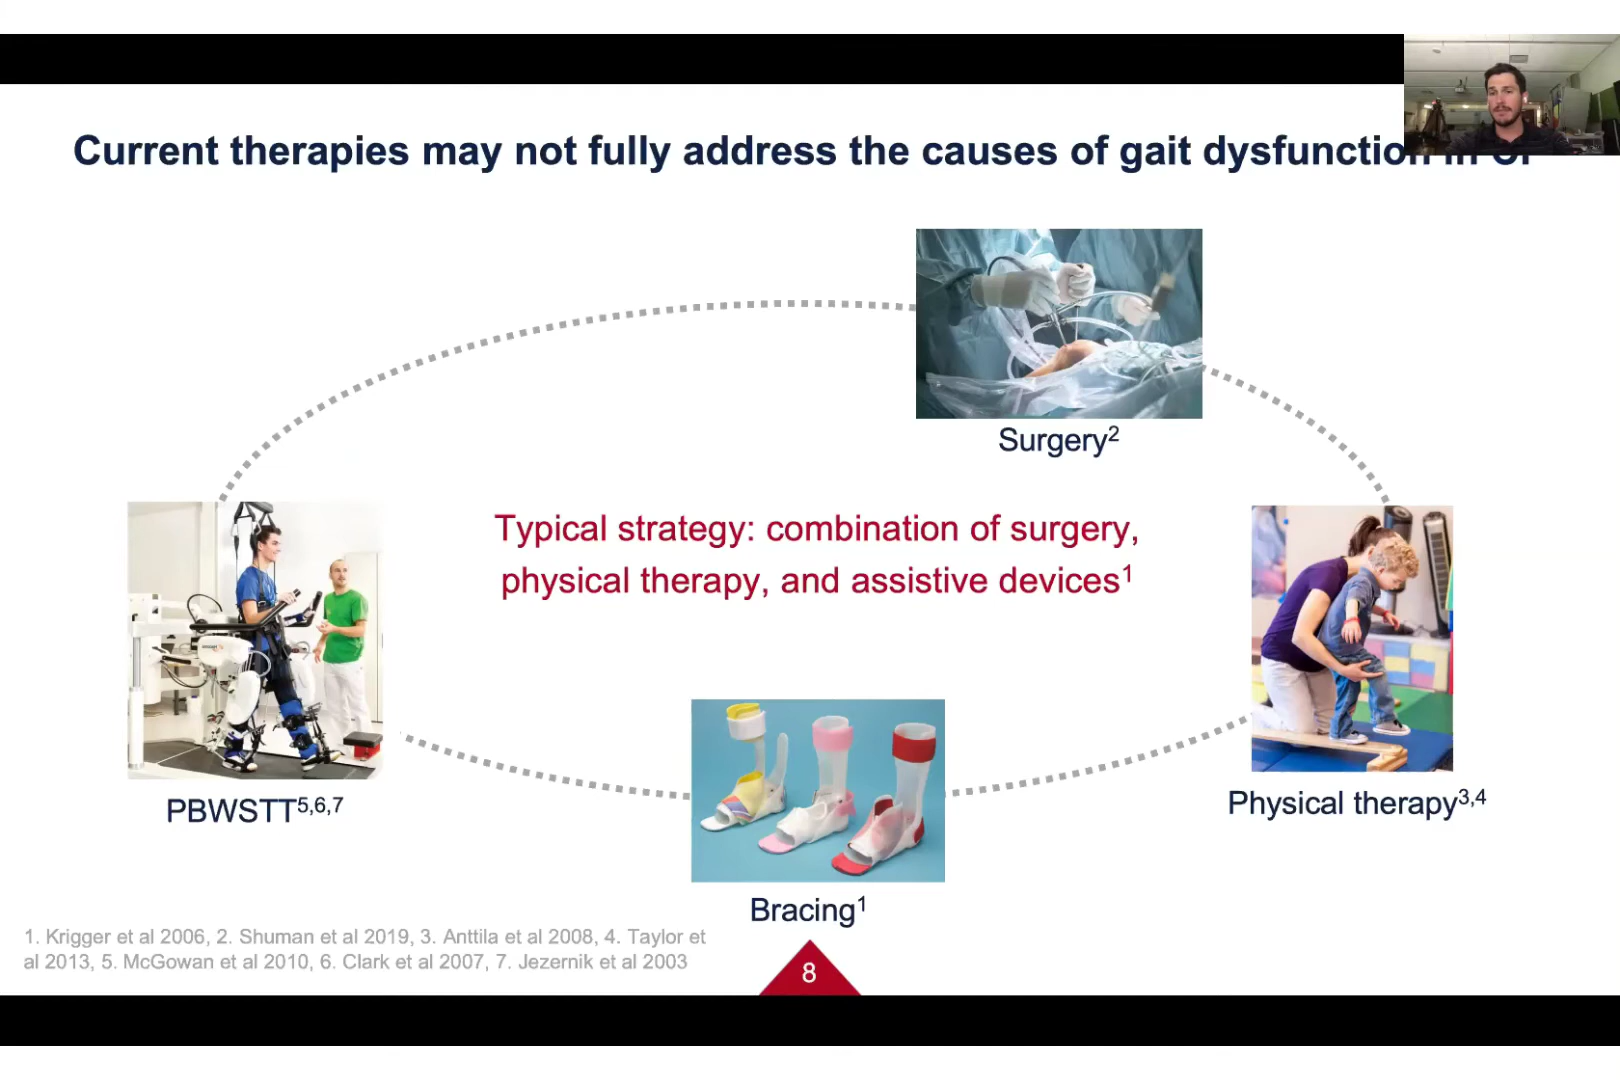 Current therapies may not fully address the causes of gait dysfunction in
Surgery2
Typical strategy: combination of surgery,
physical therapy, and assistive devices1
PBWSTT5,6,7
Physical therapy3,4
Bracing1
1. Krigger et al 2006, 2. Shuman et al 2019, 3. Anttila et al 2008, 4. Taylor et
al 2013, 5. McGowan et al 2010, 6. Clark et al 2007, 7. Jezernik et al 2003
8